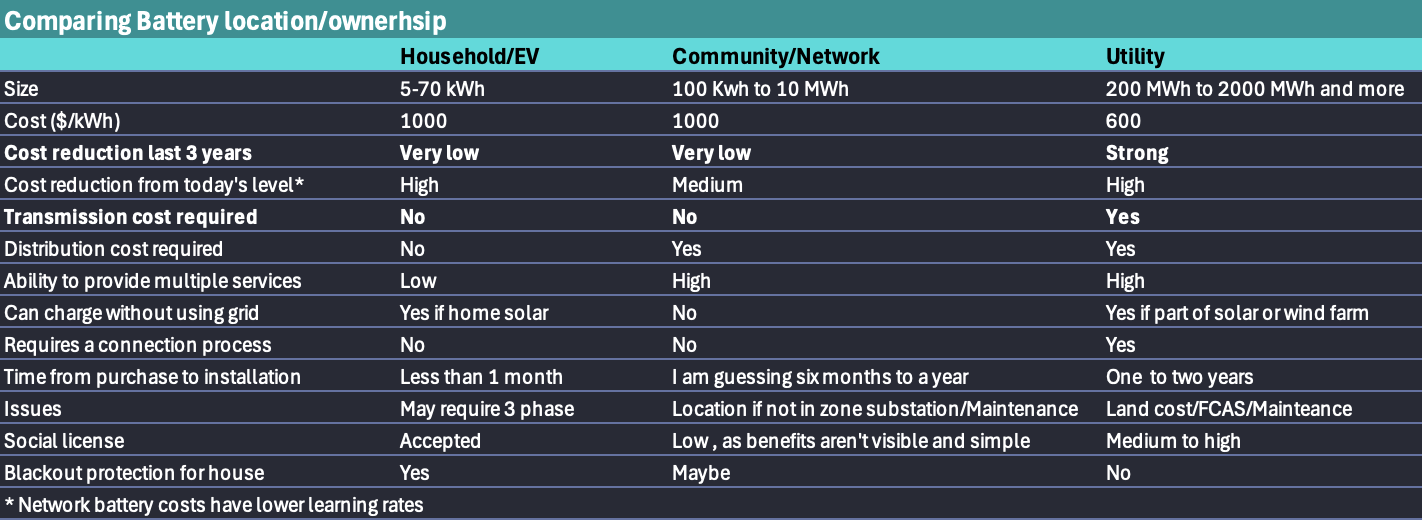 Comparing Battery location/ownerhsip
Household/EV Community/Network Utility
Size 5-70 kWh 100 Kwh to 10 MWh 200 MWh to 2000 MWh and more
Cost ($/kWh) 1000 1000 600
Cost reduction last 3 years Very low Very low Strong
Cost reduction from today's level* High Medium High
Transmission cost required No No Yes
Distribution cost required No Yes Yes
Ability to provide multiple services Low High High
Can charge without using grid Yes if home solar No Yes if part of solar or wind farm
Requires a connection process No No Yes
Time from purchase to installation Less than 1 month I am guessing six months to a year One to two years
Issues May require 3 phase Location if not in zone substation/Maintenance Land cost/FCAS/Mainteance
Social license Accepted Low , as benefits aren't visible and simple Medium to high
Blackout protection for house Yes Maybe No
* Network battery costs have lower learning rates